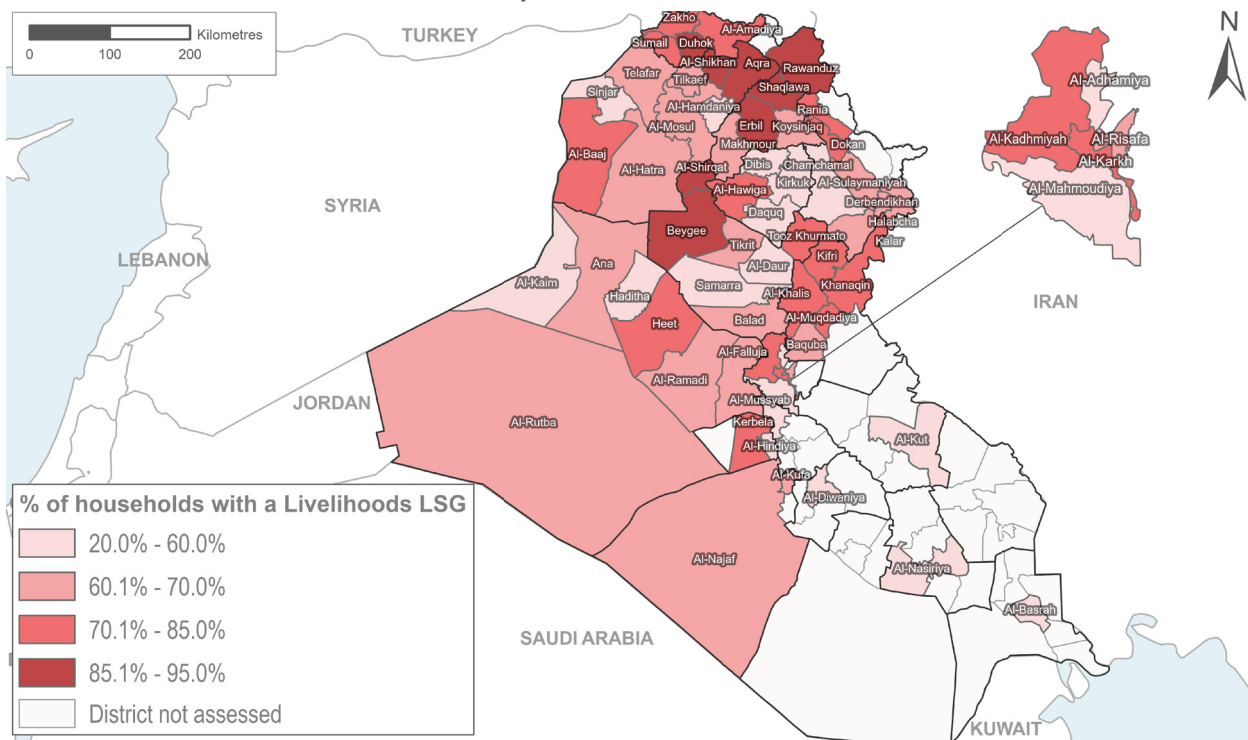 0 100 200 Kilometres
TURKEY
SYRIA
LEBANON
JORDAN
IRAN
SAUDI ARABIA
KUWAIT
N
Zakho
Al-Amadiya
Sumail
Duhok
Al-Shikhan
Aqra
Rawanduz
Telafar
Tilkaef
Shaqlawa
Sinjar
Al-Hamdaniya
Rania
Al-Mosul
Erbil
Koysinjaq
Makhmour
Dokan
Al-Baaj
Al-Hatra
Al-Shirqat
Dibis
Chamchamal
Al-Hawiga
Kirkuk
Al-Sulaymaniyah
Daquq
Derbendikhan
Halabcha
Beygee
Tikrit
Tooz Khurmato
Kalar
Kifri
Ana
Al-Daur
Al-Kaim
Haditha
Samarra
Al-Khalis
Khanaqin
Heet
Balad
Al-Muqdadiya
Baquba
Al-Falluja
Al-Ramadi
Al-Mussyab
Al-Rutba
Kerbela
Al-Hindiya
Al-Kut
Al-Kufa
Al-Diwaniya
Al-Najaf
Al-Nasiriya
Al-Basrah
Al-Adhamiya
Al-Kadhmiyah
Al-Risafa
Al-Karkh
Al-Mahmoudiya
% of households with a Livelihoods LSG
20.0% - 60.0%
60.1% - 70.0%
70.1% - 85.0%
85.1% - 95.0%
District not assessed